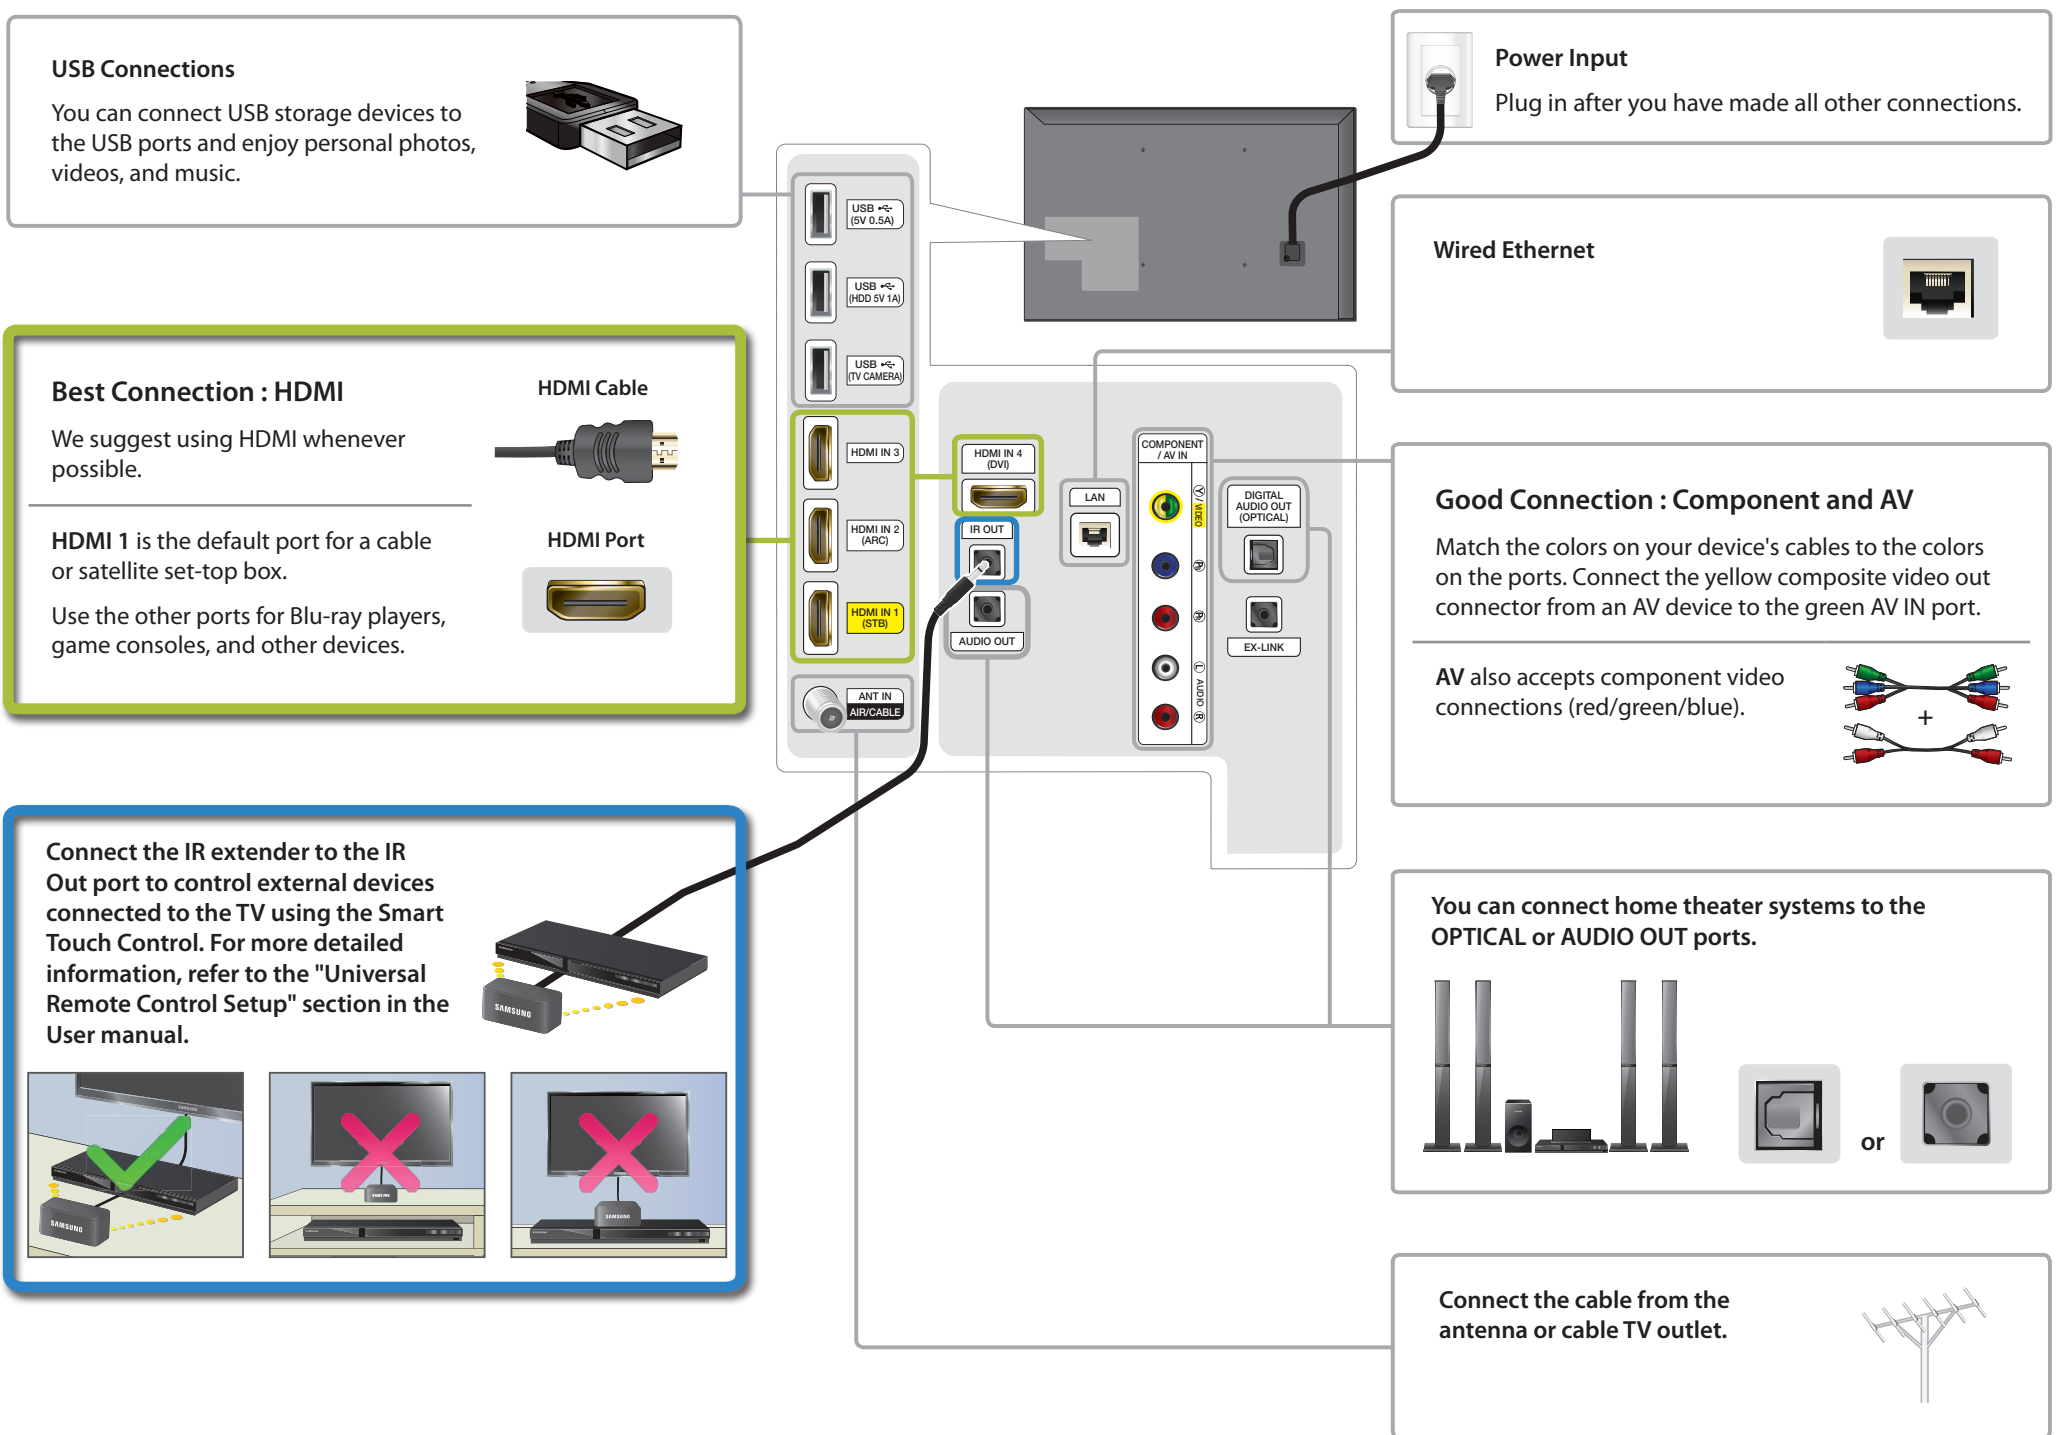 USB Connections
You can connect USB storage devices to
the USB ports and enjoy personal photos,
videos, and music.
Best Connection : HDMI
We suggest using HDMI whenever
possible.
HDMI 1 is the default port for a cable
or satellite set-top box.
Use the other ports for Blu-ray players,
game consoles, and other devices.
HDMI Cable
HDMI Port
Connect the IR extender to the IR
Out port to control external devices
connected to the TV using the Smart
Touch Control. For more detailed
information, refer to the "Universal
Remote Control Setup" section in the
User manual.
SAMSUNG
SAMSUNG
SAMSUNG
SAMSUNG
SAMSUNG
USB
(5V 0.5A)
USB
(HDD 5V 1A)
USB
(TV CAMERA)
HDMI IN 3
HDMI IN 2
(ARC)
HDMI IN 1
(STB)
ANT IN
AIR/CABLE
HDMI IN 4
(DVI)
IR OUT
AUDIO OUT
LAN
COMPONENT
/ AV IN
Y / VIDEO
PB
PR
L AUDIO R
DIGITAL
AUDIO OUT
(OPTICAL)
EX-LINK
Power Input
Plug in after you have made all other connections.
Wired Ethernet
Good Connection : Component and AV
Match the colors on your device's cables to the colors
on the ports. Connect the yellow composite video out
connector from an AV device to the green AV IN port.
AV also accepts component video
connections (red/green/blue).
+
You can connect home theater systems to the
OPTICAL or AUDIO OUT ports.
or
Connect the cable from the
antenna or cable TV outlet.